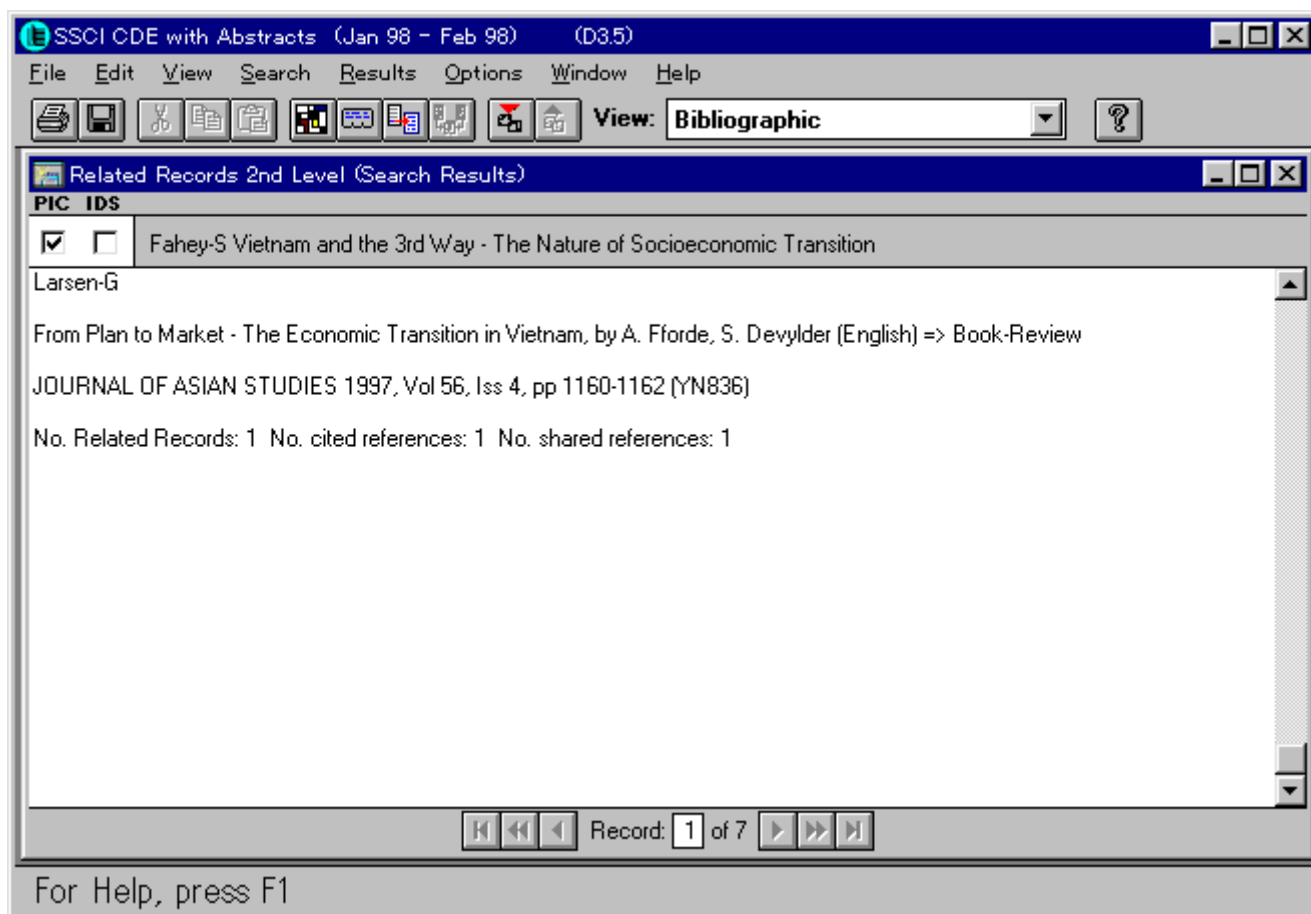 SSCI CDE with Abstracts (Jan 98 - Feb 98) (D3.5)
File Edit View Search Results Options Window Help
View: Bibliographic
Related Records 2nd Level (Search Results)
PIC IDS
Fahey-S Vietnam and the 3rd Way - The Nature of Socioeconomic Transition
Larsen-G
From Plan to Market - The Economic Transition in Vietnam, by A. Fforde, S. Devylder (English) => Book-Review
JOURNAL OF ASIAN STUDIES 1997, Vol 56, Iss 4, pp 1160-1162 (YN836)
No. Related Records: 1 No. cited references: 1 No. shared references: 1
Record: 1 of 7
For Help, press F1